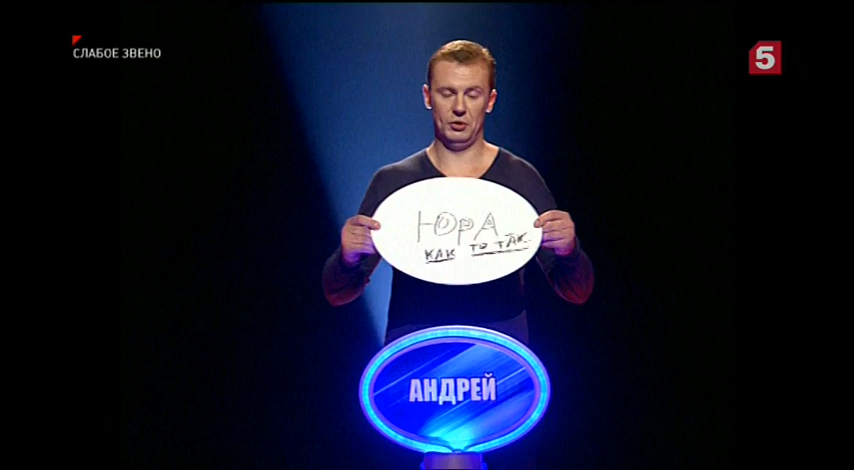 СЛАБОЕ ЗВЕНО
5
ЮрА
КАК ТО ТАК.
АНДРЕЙ